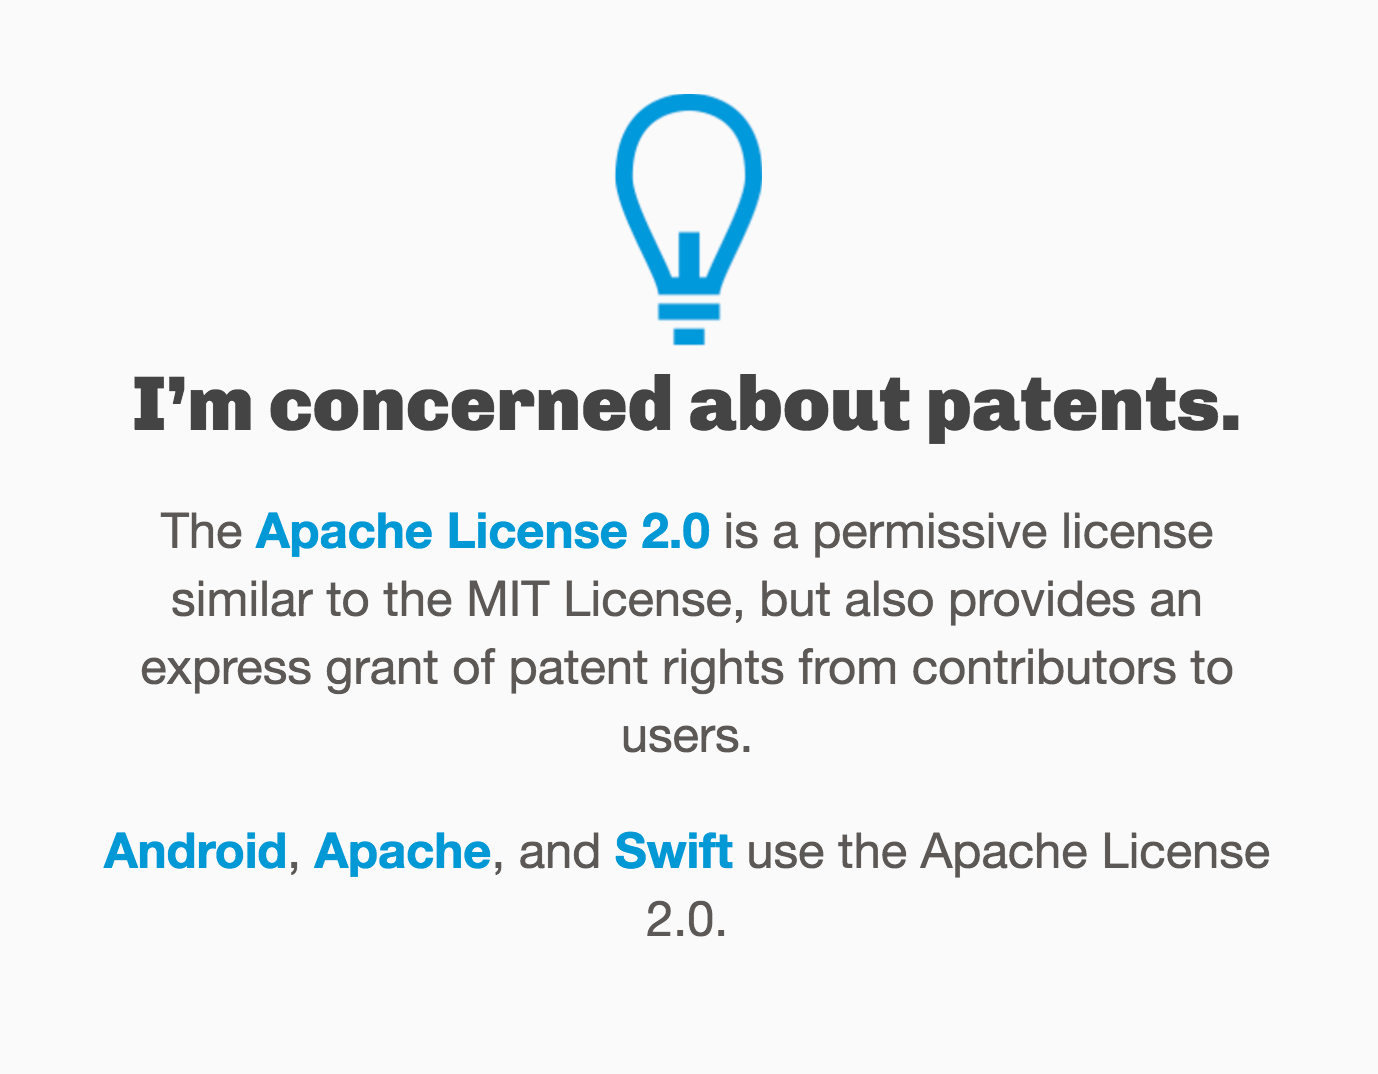 I’m concerned about patents.
The Apache License 2.0 is a permissive license
similar to the MIT License, but also provides an
express grant of patent rights from contributors to
users.
Android, Apache, and Swift use the Apache License
2.0.